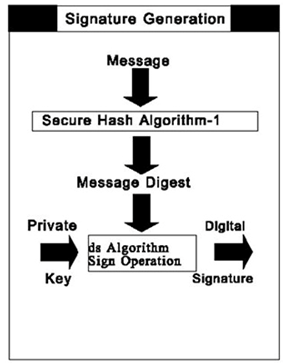 Signature Generation
Message
Secure Hash Algorithm-1
Message Digest
Private
Key
ds Algorithm
Sign Operation
Digital
Signature